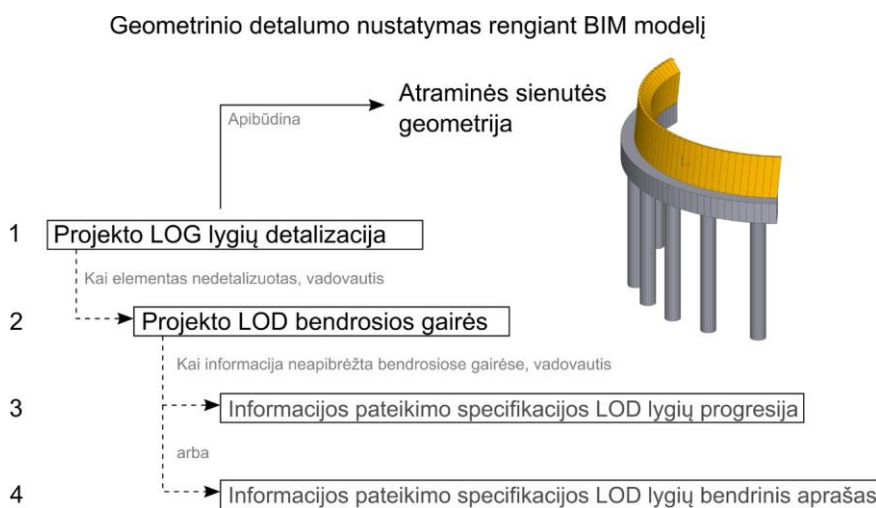 Geometrinio detalumo nustatymas rengiant BIM modelį
Apibūdina
Atraminės sienutės
geometrija
1
Projekto LOG lygių detalizacija
Kai elementas nedetalizuotas, vadovautis
2
Projekto LOD bendrosios gairės
Kai informacija neapibrėžta bendrosiose gairėse, vadovautis
3
Informacijos pateikimo specifikacijos LOD lygių progresija
arba
4
Informacijos pateikimo specifikacijos LOD lygių bendrinis aprašas